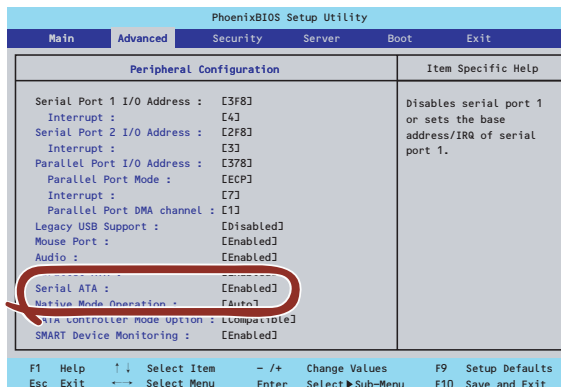 PhoenixBIOS Setup Utility
Main Advanced Security Server Boot Exit
Peripheral Configuration
Item Specific Help
Serial Port 1 I/O Address : [3F8]
Interrupt : [4]
Serial Port 2 I/O Address : [2F8]
Interrupt : [3]
Parallel Port I/O Address : [378]
Parallel Port Mode : [ECP]
Interrupt : [7]
Parallel Port DMA channel : [1]
Legacy USB Support : [Disabled]
Mouse Port : [Enabled]
Audio : [Enabled]
Serial ATA : [Enabled]
Native Mode Operation : [Auto]
Controller Mode Option : [Compatible]
SMART Device Monitoring : [Enabled]
Disables serial port 1
or sets the base
address/IRQ of serial
port 1.
F1 Help ↑↓ Select Item - /+ Change Values F9 Setup Defaults
Esc Exit ←→ Select Menu Enter Select▶Sub-Menu F10 Save and Exit